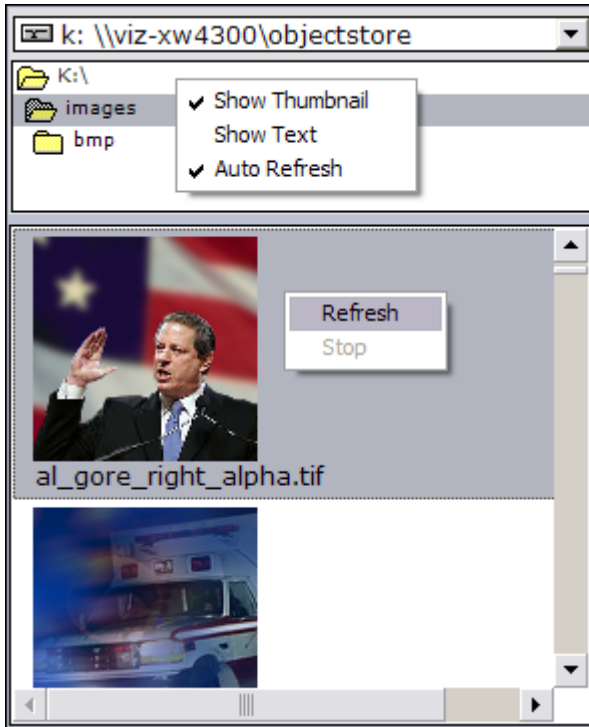 k: \\viz-xw4300\objectstore
K:\
images
bmp
Show Thumbnail
Show Text
Auto Refresh
Refresh
Stop
al_gore_right_alpha.tif